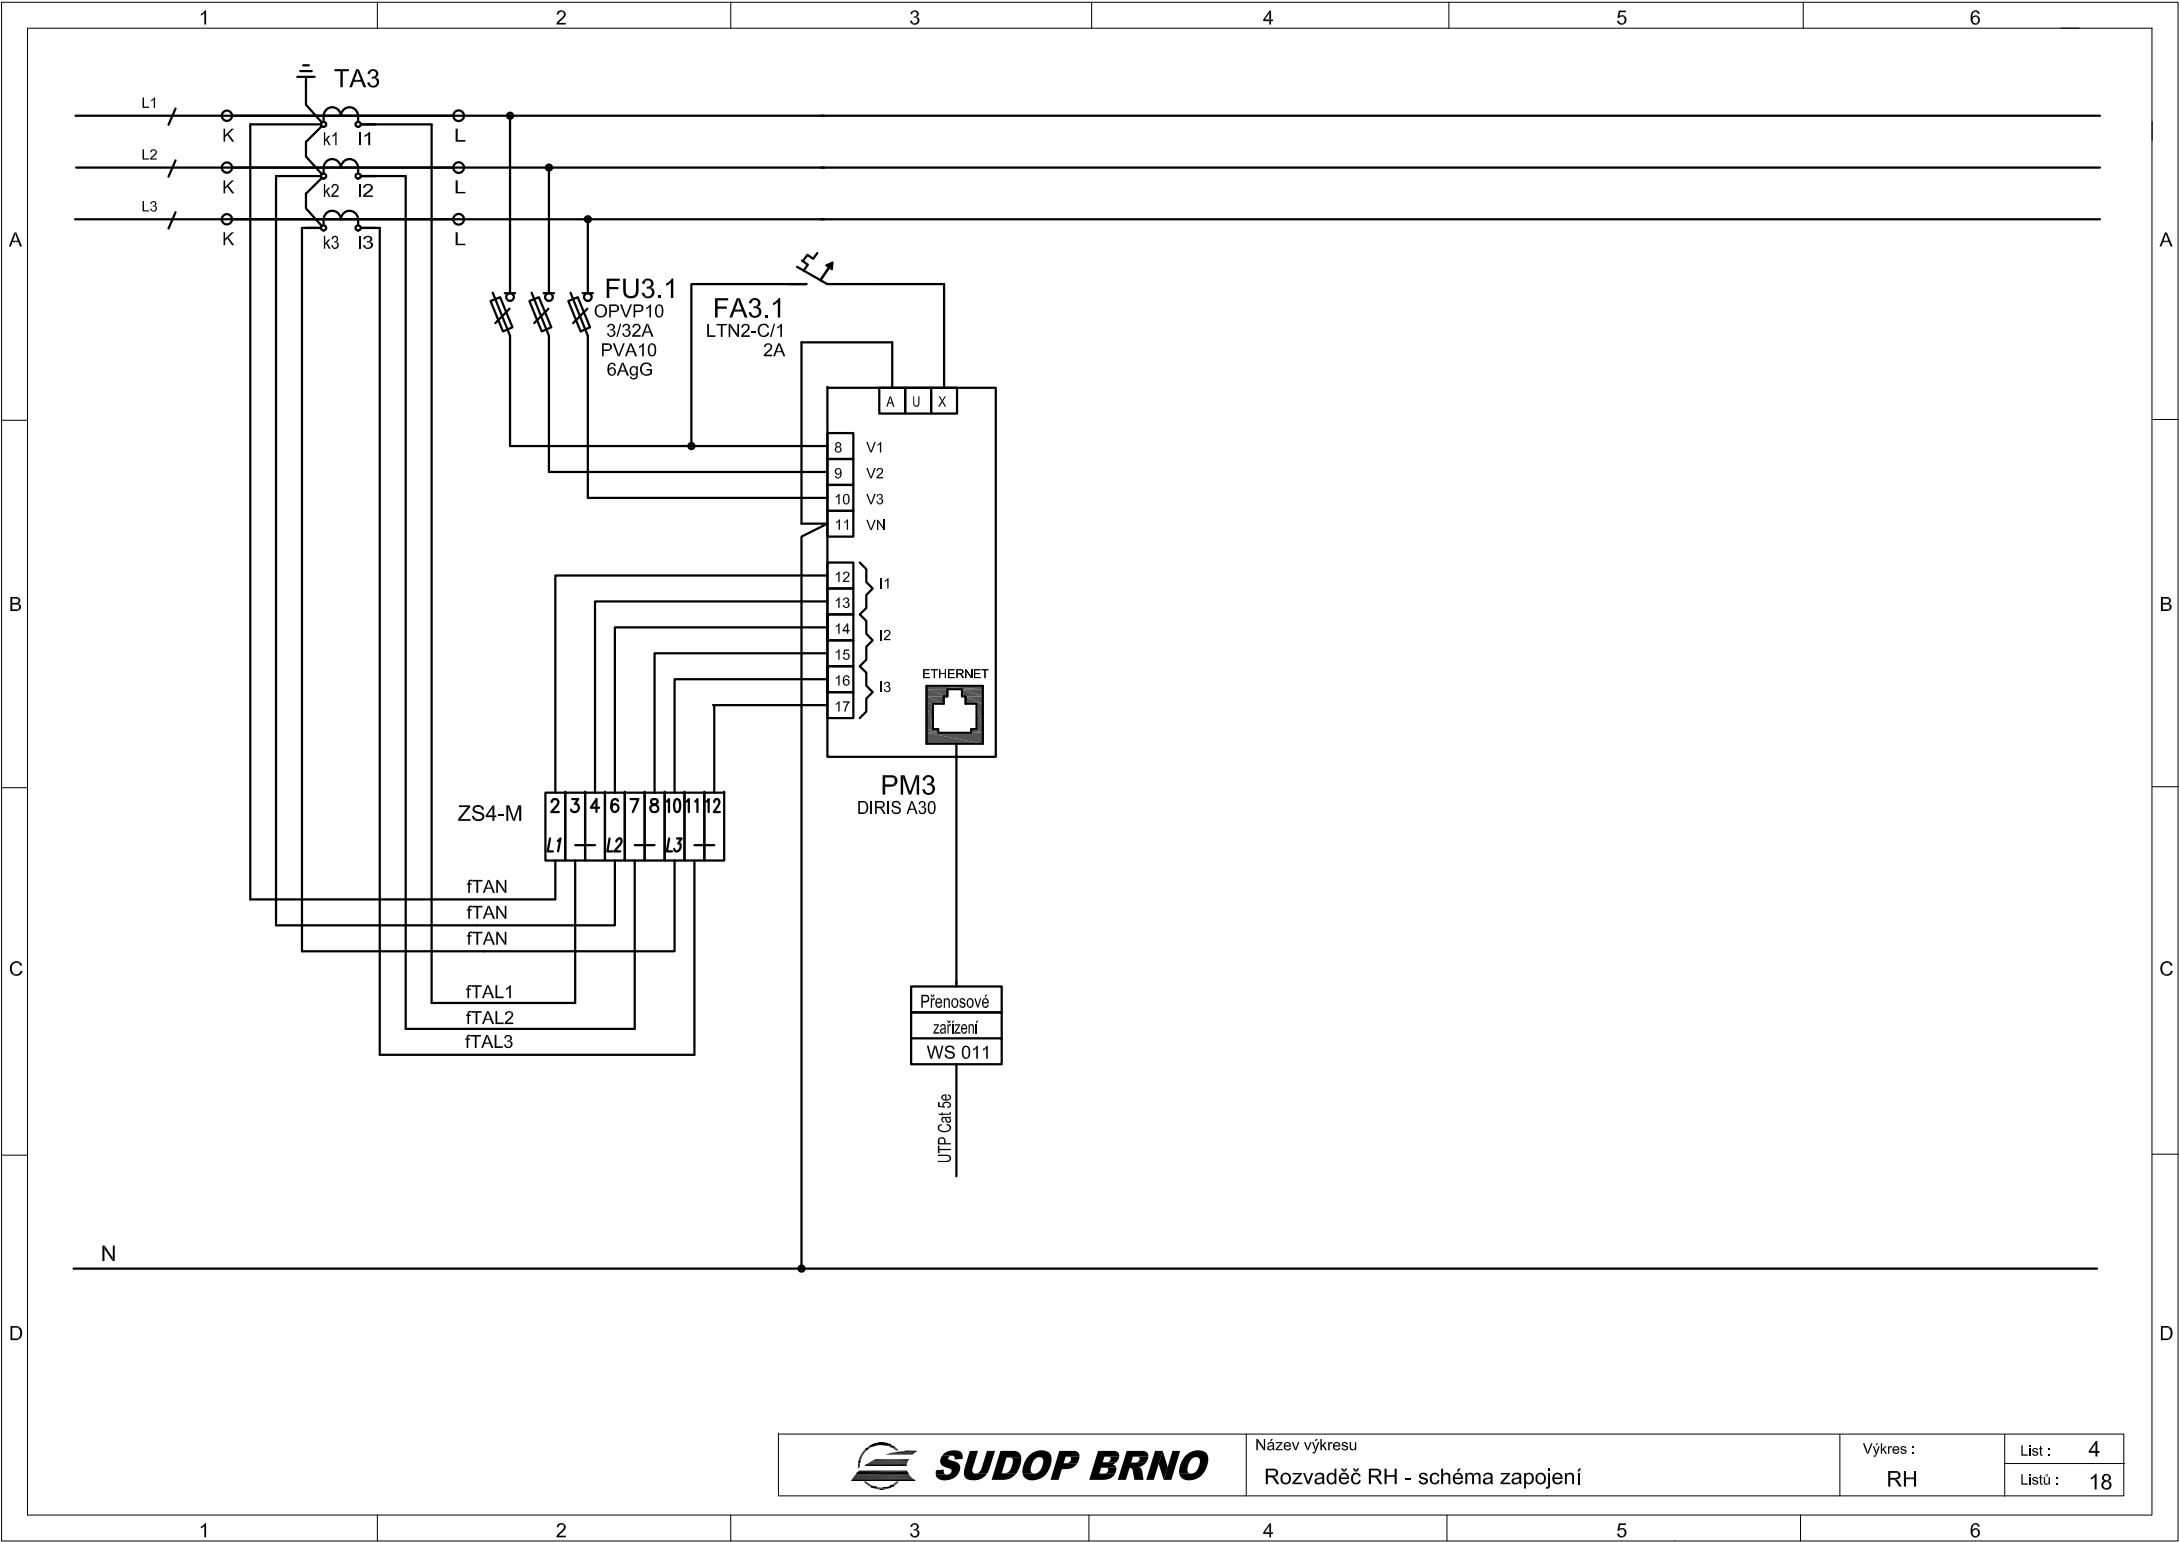 1 2 3 4 5 6
TA3
L1
K k1 l1 L
L2
K k2 l2 L
L3
K k3 l3 L
A A
FU3.1
OPVP10
3/32A
PVA10
6AgG
FA3.1
LTN2-C/1
2A
A U X
8 V1
9 V2
10 V3
11 VN
12
I1
13
14
I2
15
16
I3
17
B B
ETHERNET
PM3
DIRIS A30
ZS4-M
2 3 4 6 7 8 10 11 12
L1 L2 L3
fTAN
fTAN
fTAN
C C
fTAL1
fTAL2
fTAL3
Přenosové
zařízení
WS 011
UTP Cat 5e
N
D D
SUDOP BRNO
Název výkresu
Rozvaděč RH - schéma zapojení
Výkres :
RH
List : 4
Listů : 18
1 2 3 4 5 6